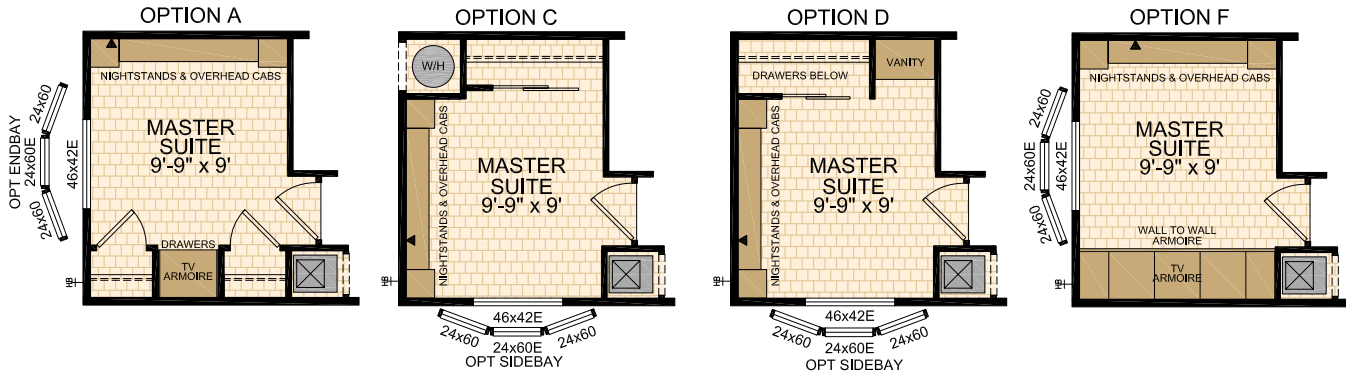 OPTION A
NIGHTSTANDS & OVERHEAD CABS
MASTER
SUITE
9'-9" x 9'
46x42E
24x60
24x60E
24x60
OPT ENDBAY
DRAWERS
TV
ARMOIRE
HB
OPTION C
W/H
NIGHTSTANDS & OVERHEAD CABS
MASTER
SUITE
9'-9" x 9'
HB
46x42E
24x60
24x60E
24x60
OPT SIDEBAY
OPTION D
DRAWERS BELOW
VANITY
NIGHTSTANDS & OVERHEAD CABS
MASTER
SUITE
9'-9" x 9'
HB
46x42E
24x60
24x60E
24x60
OPT SIDEBAY
OPTION F
NIGHTSTANDS & OVERHEAD CABS
MASTER
SUITE
9'-9" x 9'
24x60
24x60E
24x60
46x42E
WALL TO WALL
ARMOIRE
TV
ARMOIRE
HB